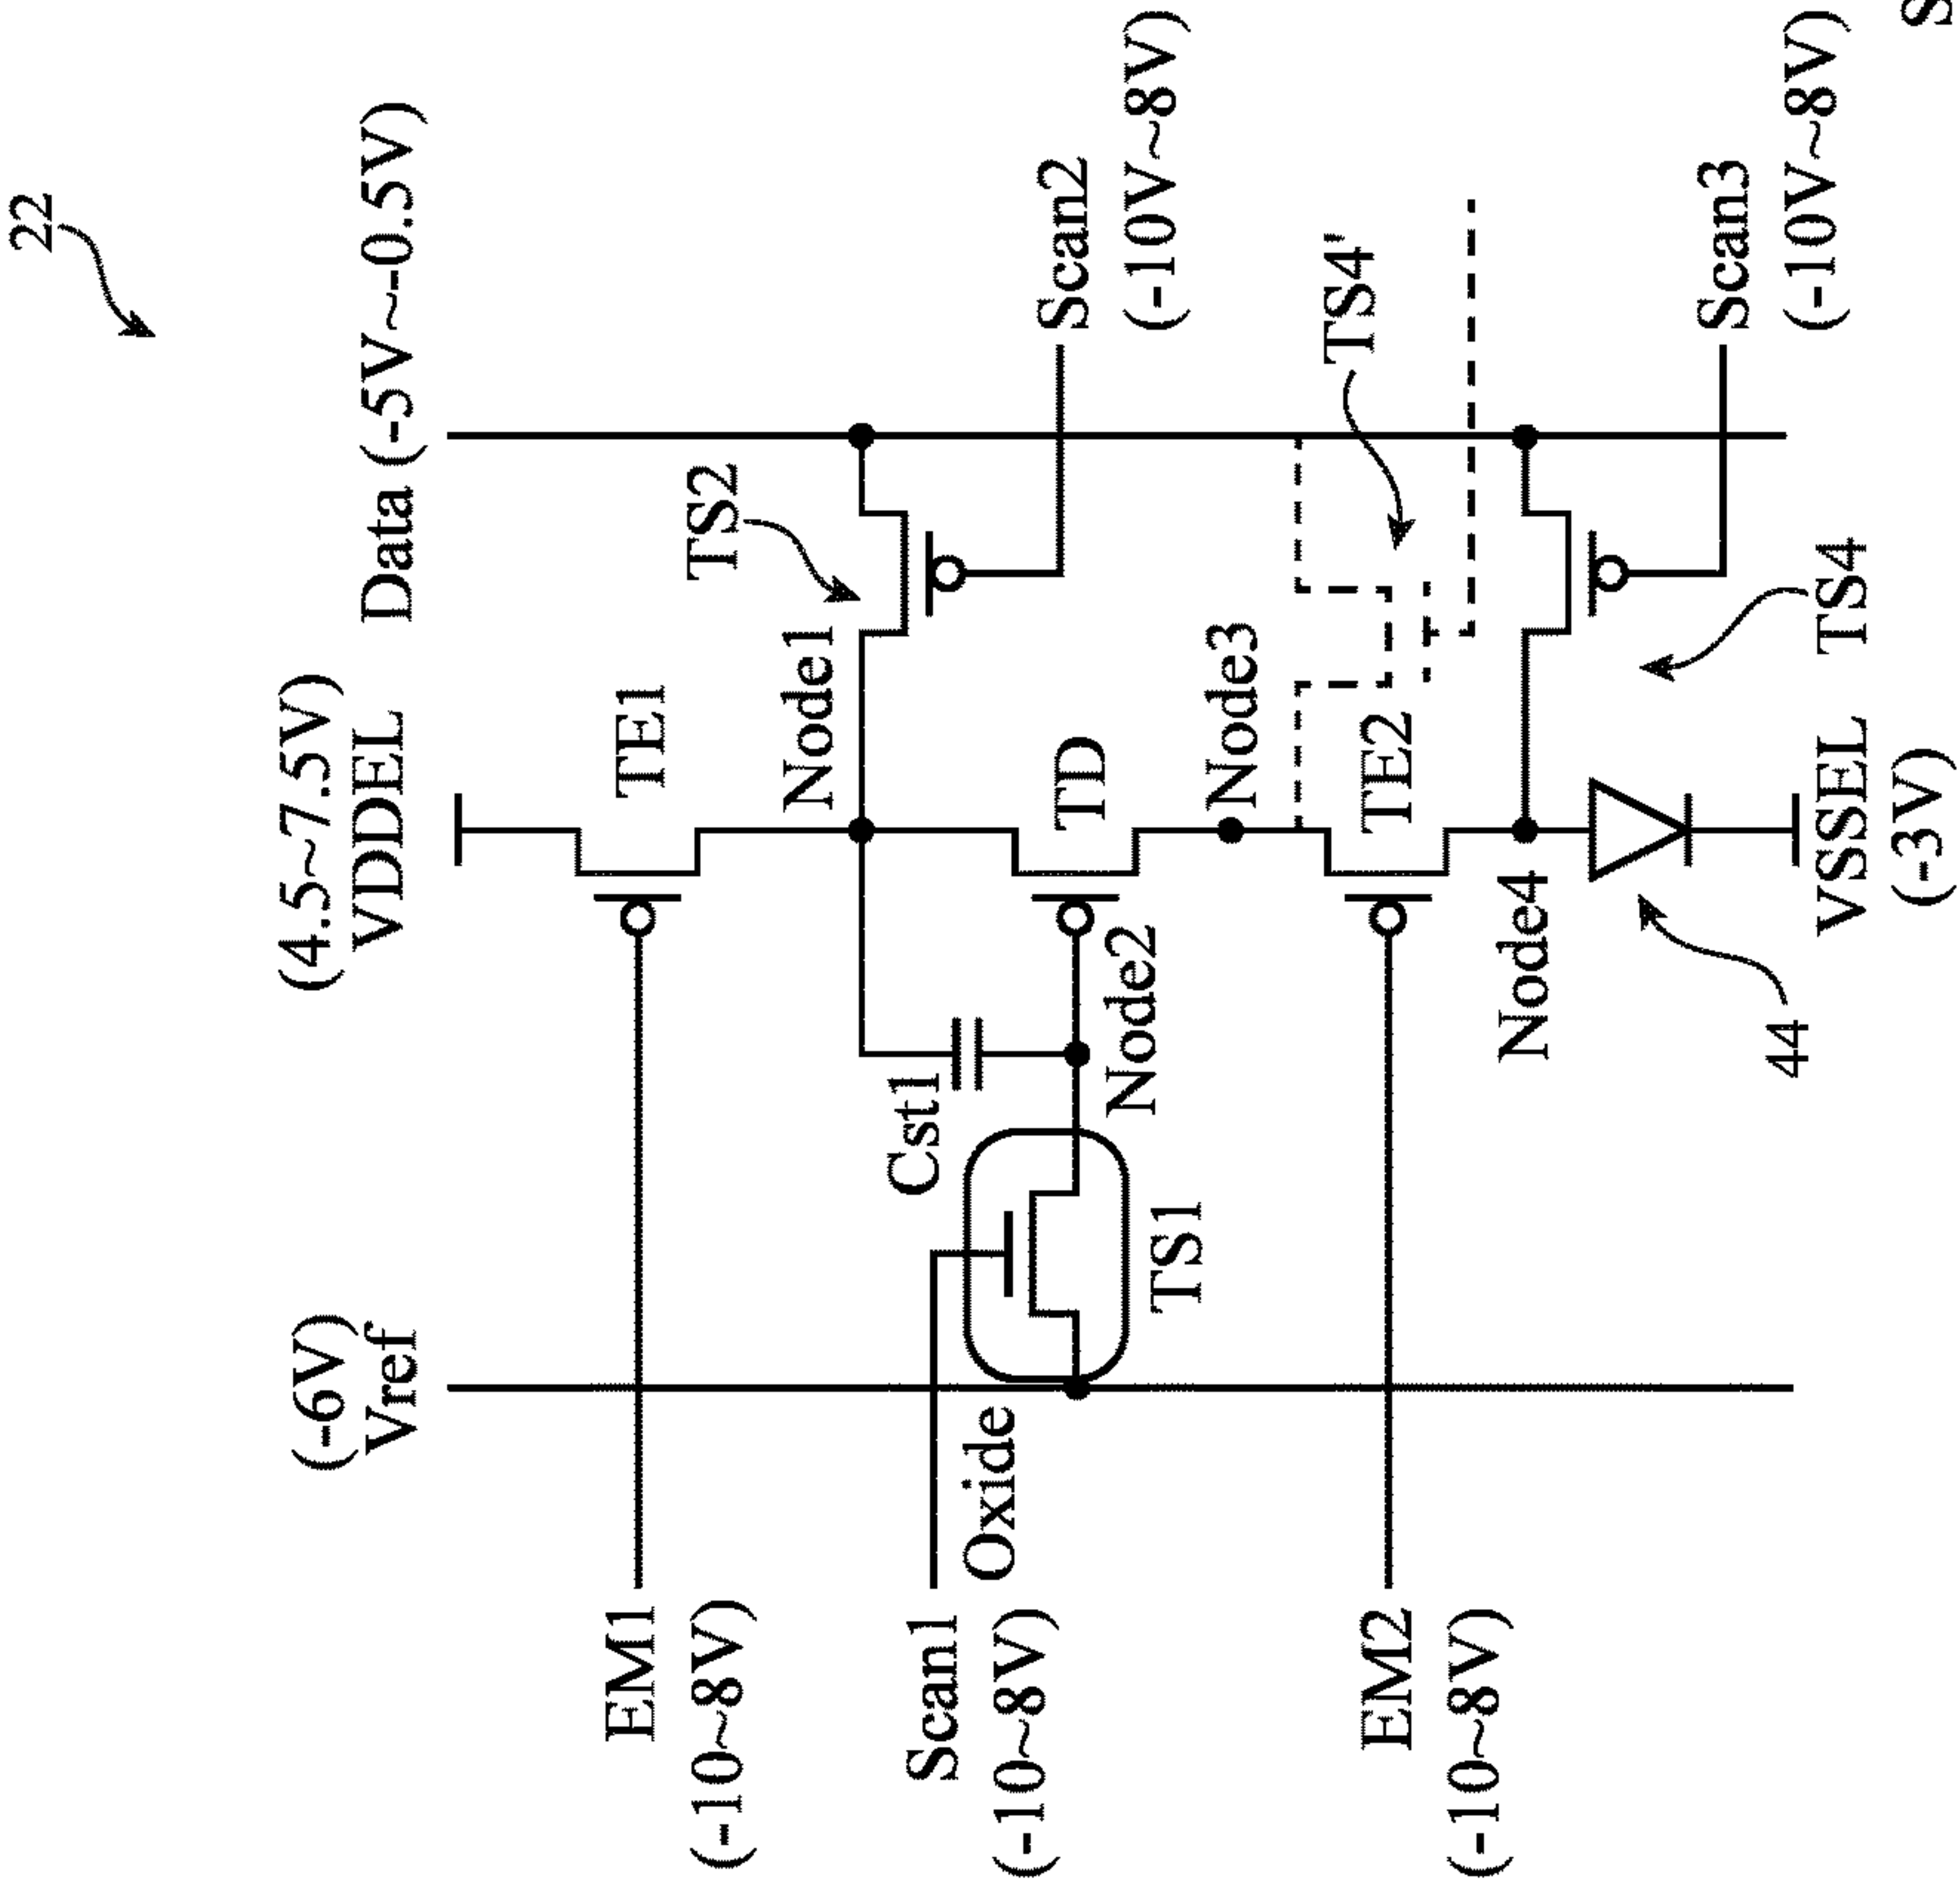 22
(4.5~7.5V)
VDDEL
Data (-5V~-0.5V)
(-6V)
Vref
EM1
(-10~8V)
TE1
TS2
Node1
Scan2
(-10V~8V)
Cst1
Scan1
(-10~8V)
Oxide
TS1
TD
Node2
Node3
TS4'
EM2
(-10~8V)
TE2
Node4
Scan3
(-10V~8V)
44
TS4
VSSEL
(-3V)
S